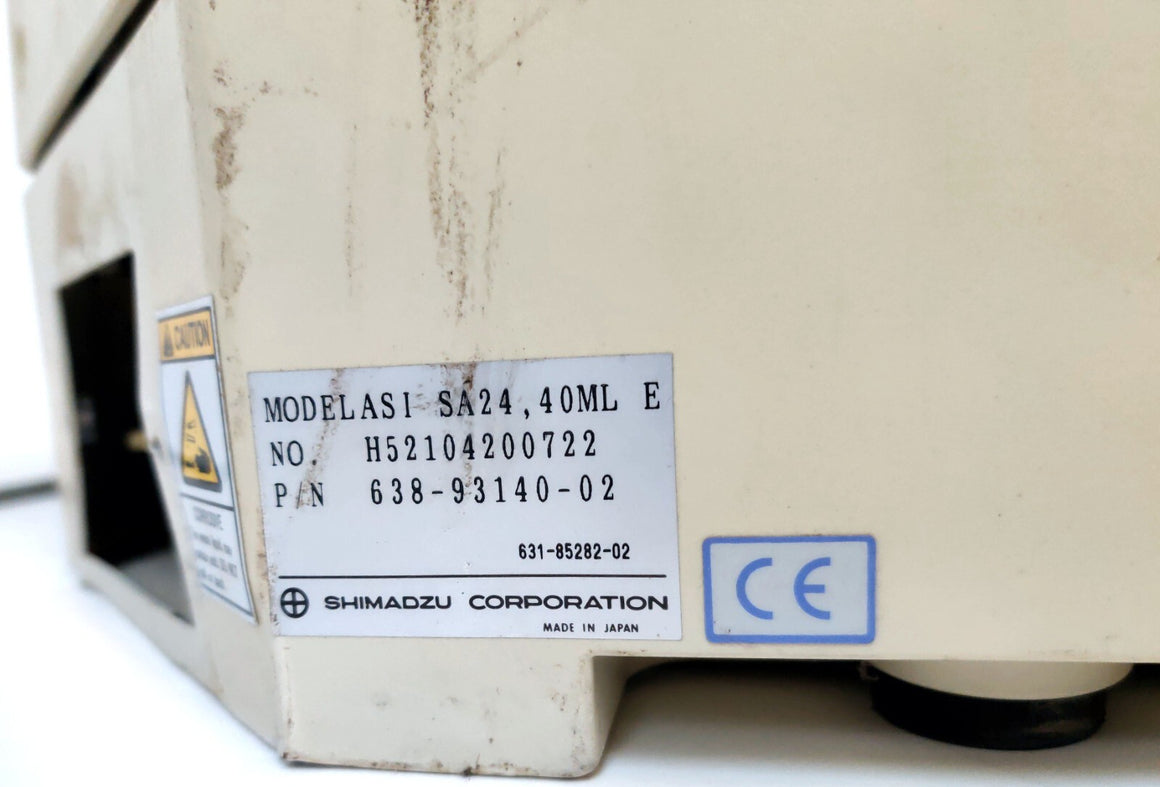 CAUTION
CORROSIVE
MODELASI SA24,40ML E
NO. H52104200722
P/N 638-93140-02
631-85282-02
SHIMADZU CORPORATION
MADE IN JAPAN
CE